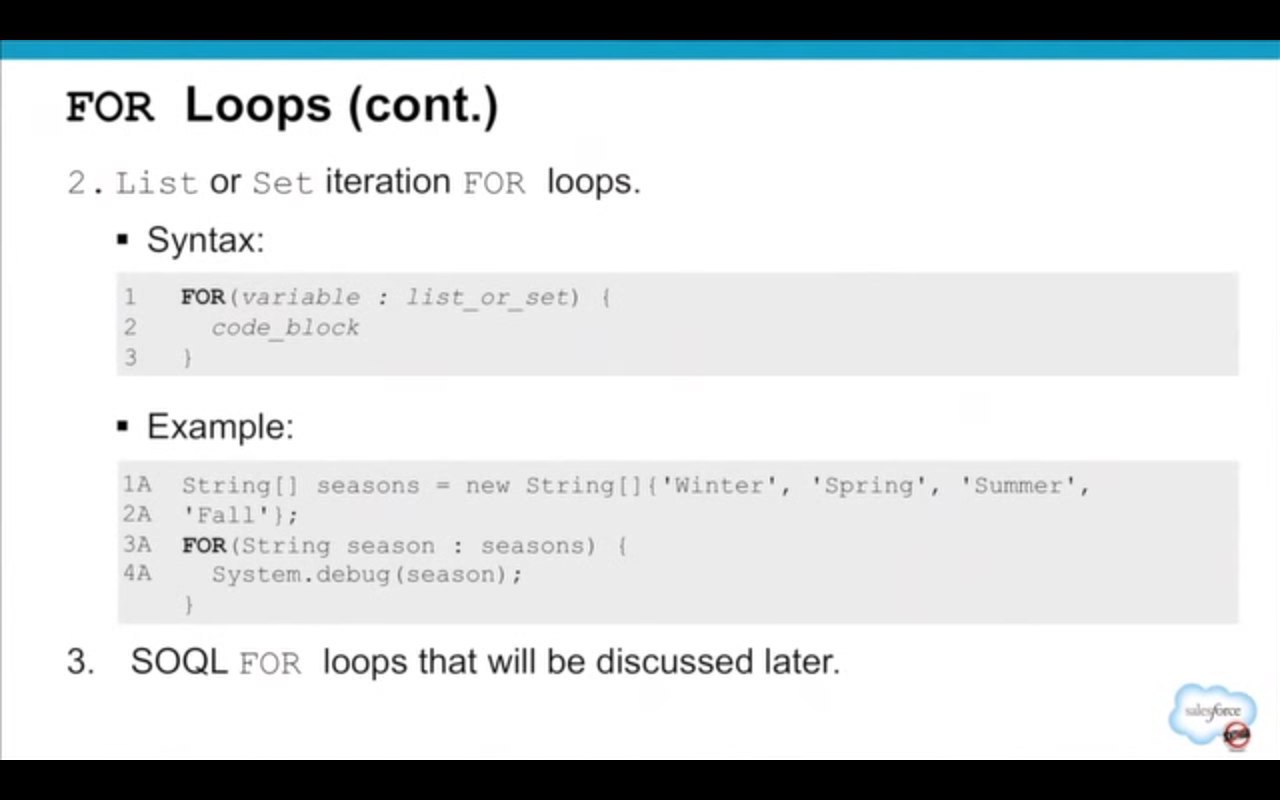 FOR Loops (cont.)
2. List or Set iteration FOR loops.
▪ Syntax:
1 FOR(variable : list_or_set) {
2 code_block
3 }
▪ Example:
1A String[] seasons = new String[]{'Winter', 'Spring', 'Summer',
2A 'Fall'};
3A FOR(String season : seasons) {
4A System.debug(season);
}
3. SOQL FOR loops that will be discussed later.
salesforce